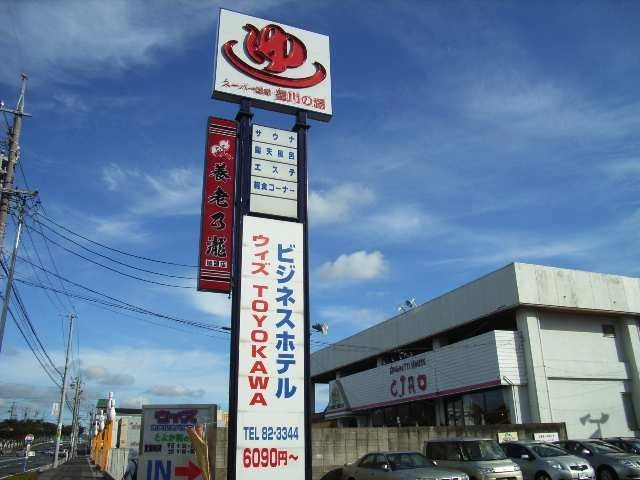 ゆ
スーパー銭湯 豊川の湯
サウナ
露天風呂
エステ
軽食コーナー
養老乃瀧
ビジネスホテル
ウィズ TOYOKAWA
TEL 82-3344
6090円～
SPAGHETTI HOUSE
CIAO
ウィズ
IN